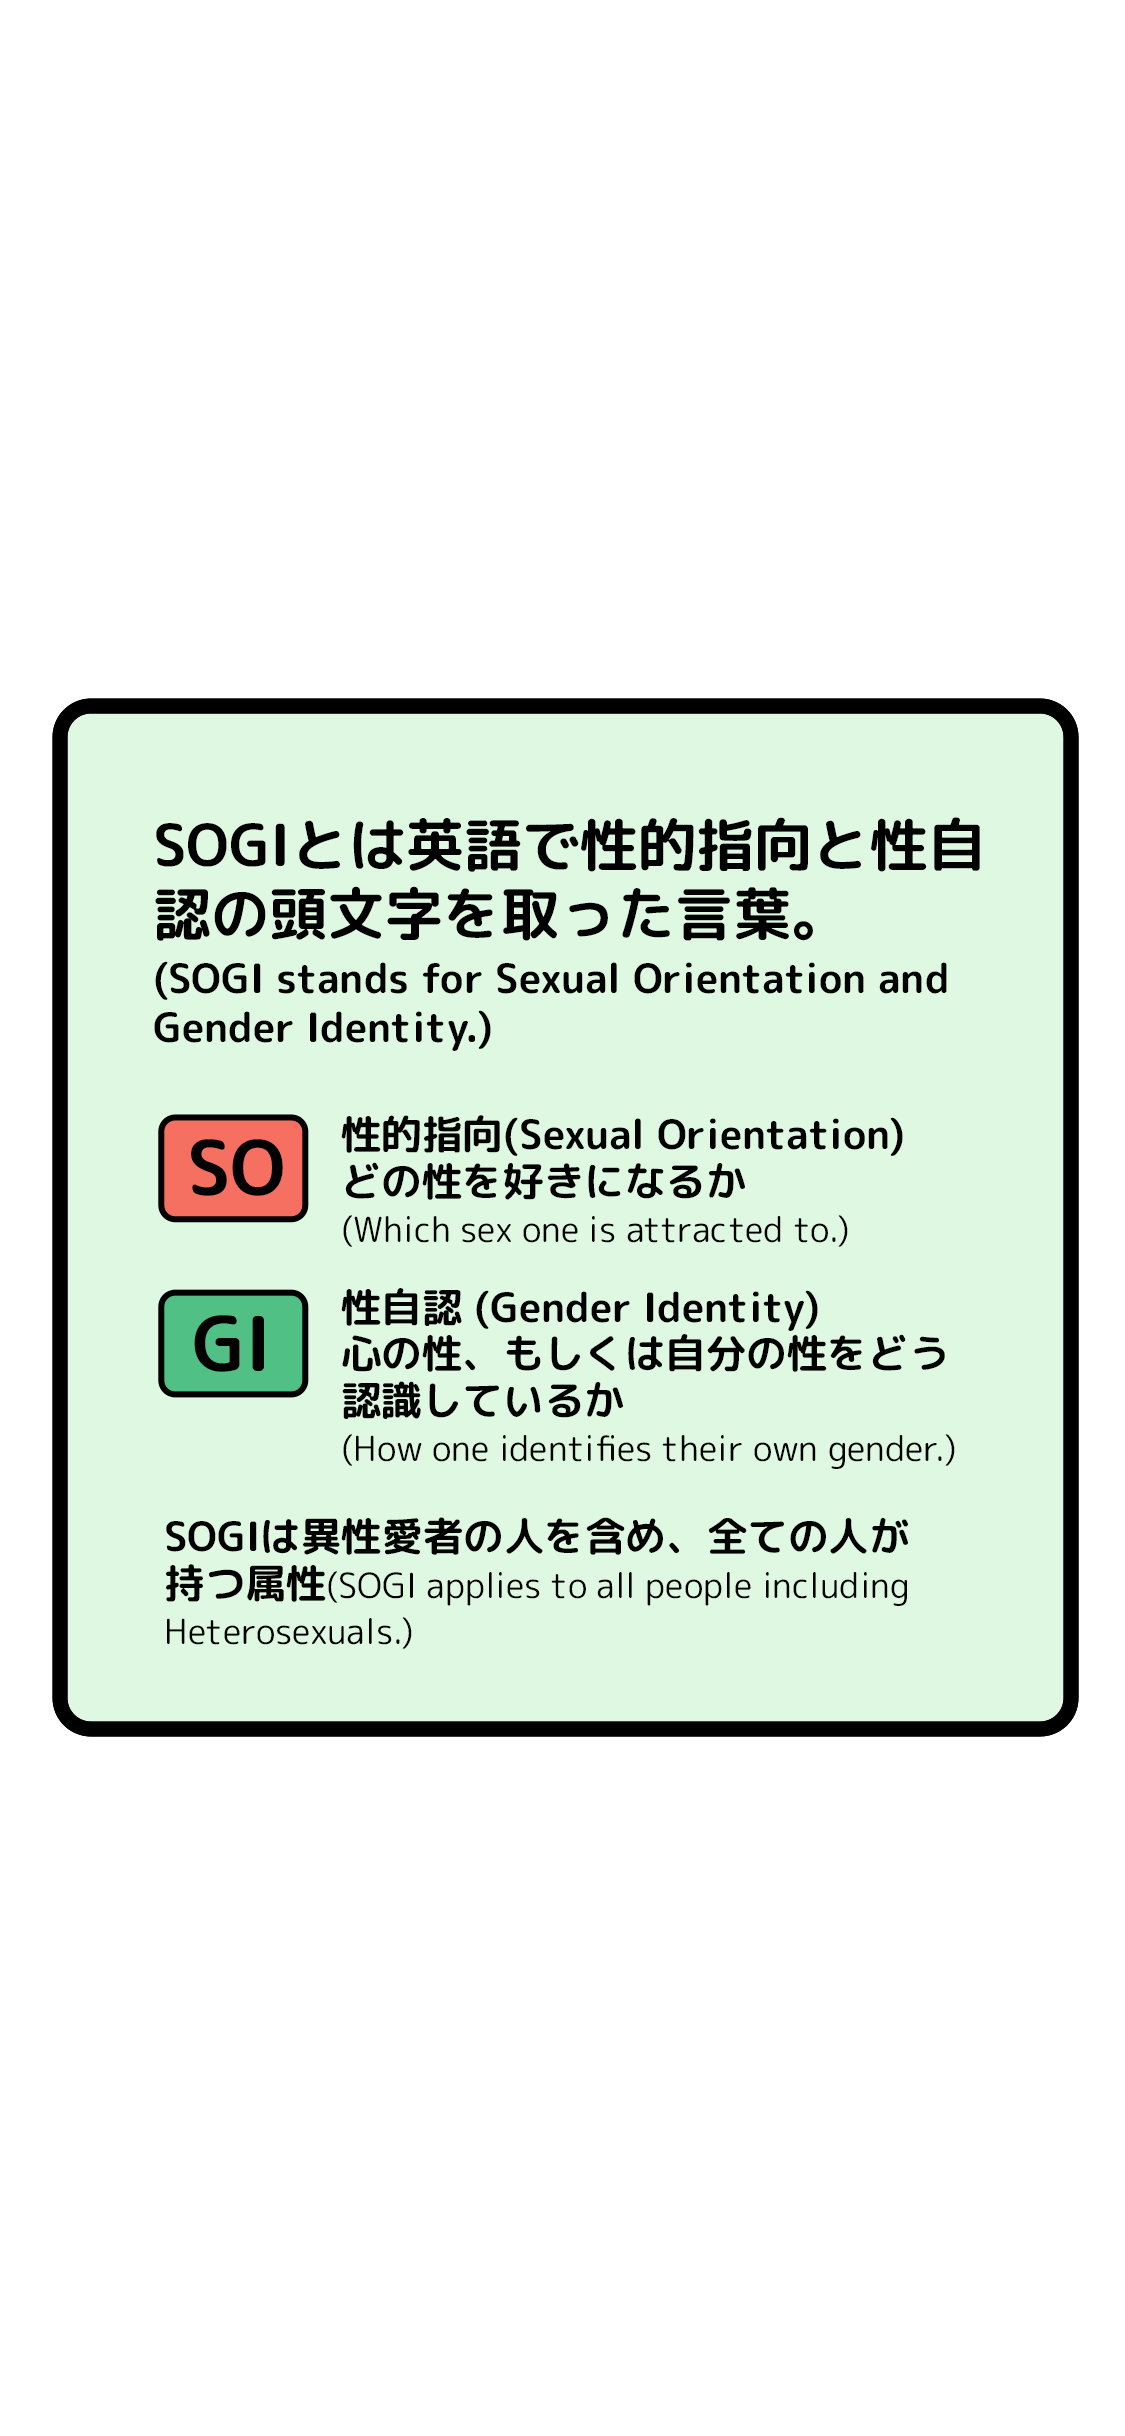 SOGIとは英語で性的指向と性自
認の頭文字を取った言葉。
(SOGI stands for Sexual Orientation and
Gender Identity.)
SO
性的指向(Sexual Orientation)
どの性を好きになるか
(Which sex one is attracted to.)
GI
性自認 (Gender Identity)
心の性、もしくは自分の性をどう
認識しているか
(How one identifies their own gender.)
SOGIは異性愛者の人を含め、全ての人が
持つ属性(SOGI applies to all people including
Heterosexuals.)